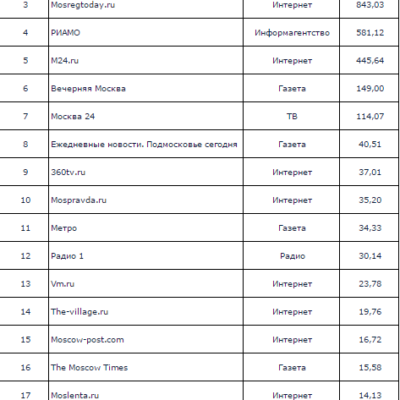 3 Mosregtoday.ru Интернет 843,03
4 РИАМО Информагентство 581,12
5 M24.ru Интернет 445,64
6 Вечерняя Москва Газета 149,00
7 Москва 24 ТВ 114,07
8 Ежедневные новости. Подмосковье сегодня Газета 40,51
9 360tv.ru Интернет 37,01
10 Mospravda.ru Интернет 35,20
11 Метро Газета 34,33
12 Радио 1 Радио 30,14
13 Vm.ru Интернет 23,78
14 The-village.ru Интернет 19,76
15 Moscow-post.com Интернет 16,72
16 The Moscow Times Газета 15,58
17 Moslenta.ru Интернет 14,13